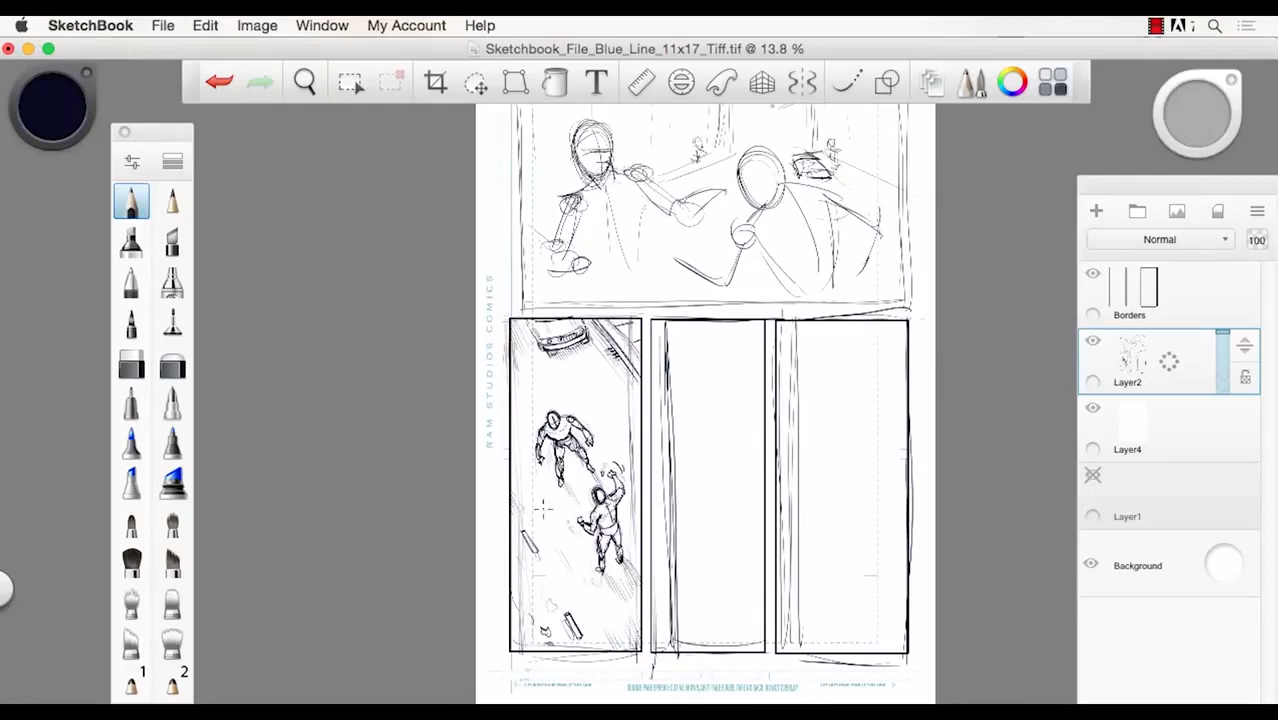 SketchBook File Edit Image Window My Account Help
Sketchbook_File_Blue_Line_11x17_Tiff.tif @ 13.8 %
T
Normal
100
Borders
Layer2
Layer4
Layer1
Background
RAM STUDIOS COMICS
1
2